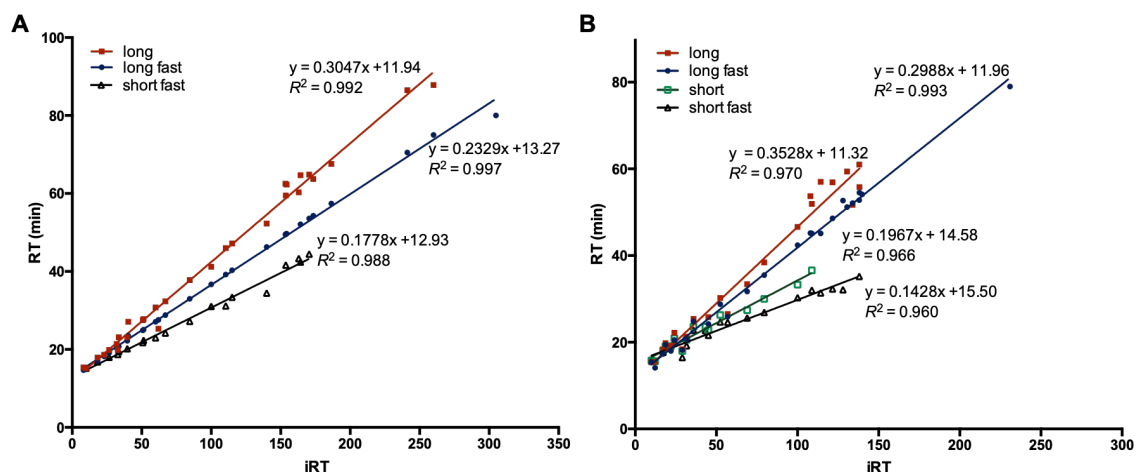 A
100
80
60
40
20
0
RT (min)
long
long fast
short fast
y = 0.3047x +11.94
R² = 0.992
y = 0.2329x +13.27
R² = 0.997
y = 0.1778x +12.93
R² = 0.988
0 50 100 150 200 250 300 350
iRT
B
80
60
40
20
0
RT (min)
long
long fast
short
short fast
y = 0.2988x + 11.96
R² = 0.993
y = 0.3528x + 11.32
R² = 0.970
y = 0.1967x + 14.58
R² = 0.966
y = 0.1428x +15.50
R² = 0.960
0 50 100 150 200 250 300
iRT